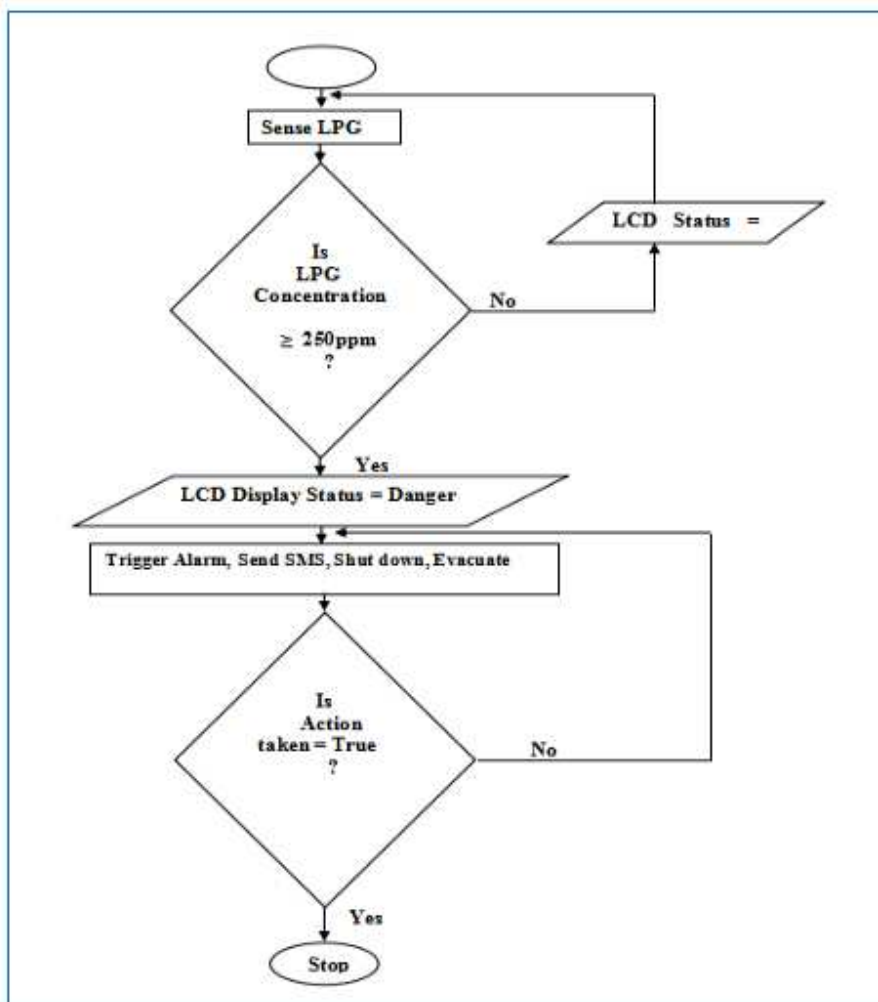 Sense LPG
LCD Status =
Is
LPG
Concentration
≥ 250ppm
?
No
Yes
LCD Display Status = Danger
Trigger Alarm, Send SMS, Shut down, Evacuate
Is
Action
taken = True
?
No
Yes
Stop